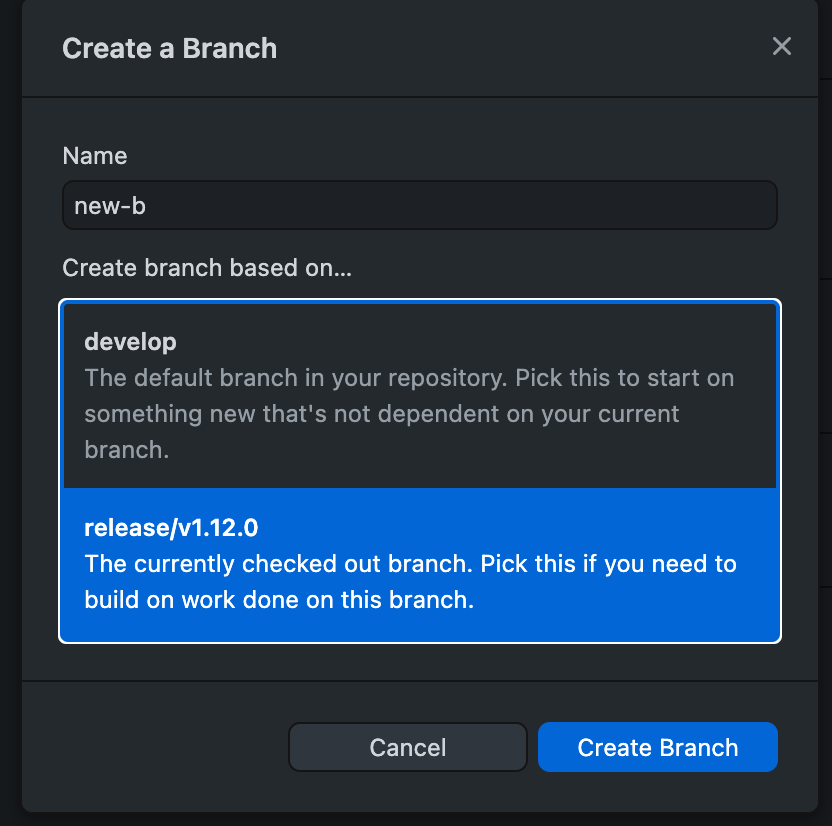 Create a Branch
Name
new-b
Create branch based on...
develop
The default branch in your repository. Pick this to start on
something new that's not dependent on your current
branch.
release/v1.12.0
The currently checked out branch. Pick this if you need to
build on work done on this branch.
Cancel
Create Branch